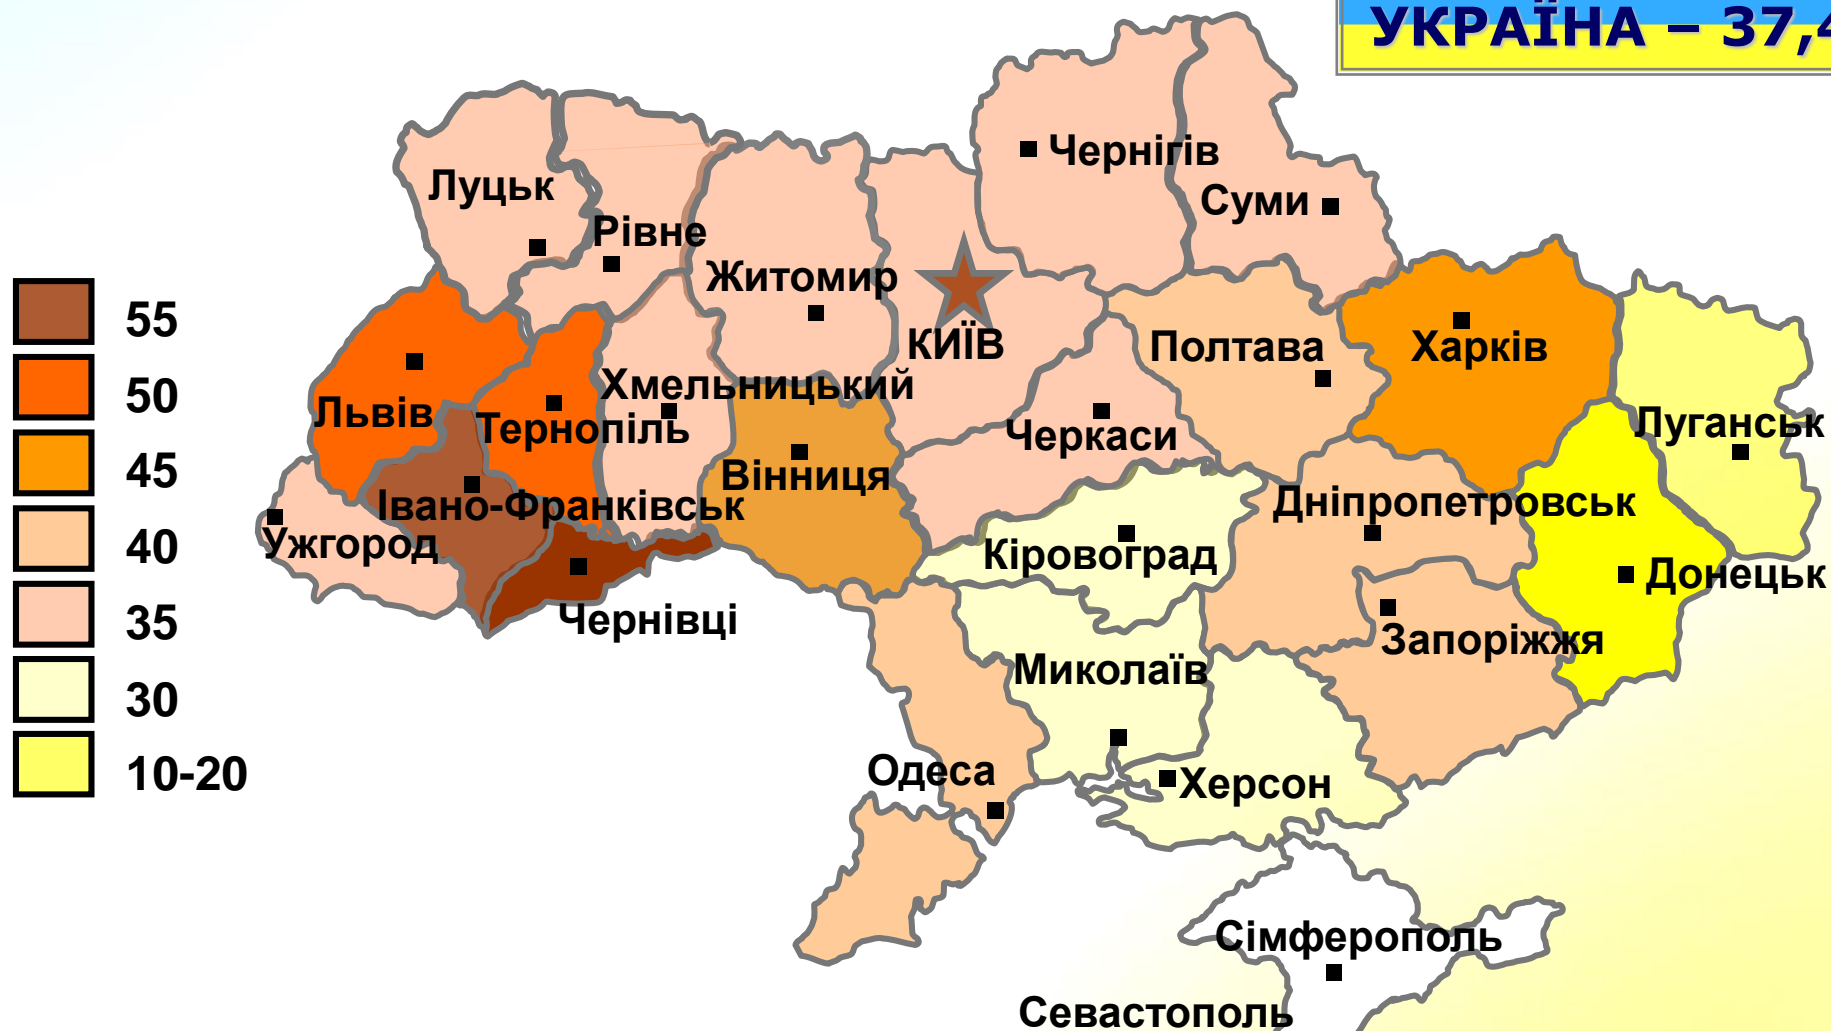 УКРАЇНА – 37,4
Чернігів
Луцьк
Суми
Рівне
Житомир
КИЇВ
Полтава
Харків
Хмельницький
Львів
Тернопіль
Черкаси
Луганськ
Вінниця
Івано-Франківськ
Дніпропетровськ
Ужгород
Кіровоград
Донецьк
Чернівці
Запоріжжя
Миколаїв
Одеса
Херсон
Сімферополь
Севастополь
55
50
45
40
35
30
10-20